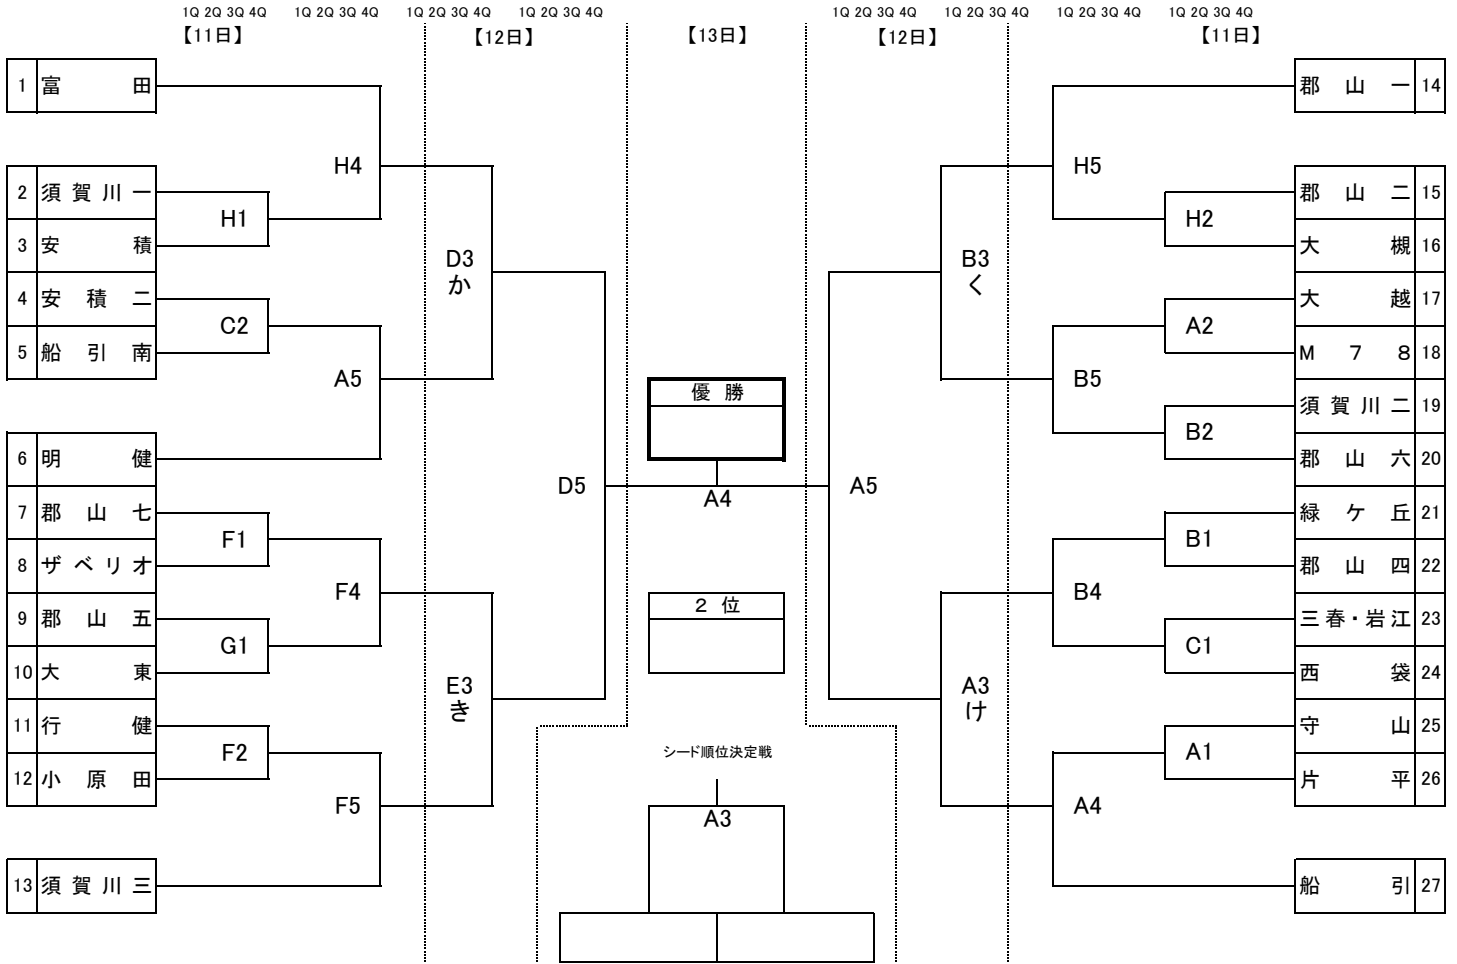 1Q 2Q 3Q 4Q 1Q 2Q 3Q 4Q 1Q 2Q 3Q 4Q 1Q 2Q 3Q 4Q 1Q 2Q 3Q 4Q 1Q 2Q 3Q 4Q 1Q 2Q 3Q 4Q 1Q 2Q 3Q 4Q
【11日】 【12日】 【13日】 【12日】 【11日】
1 富田 郡山一 14
H4 H5
2 須賀川一 郡山二 15
H1 H2
3 安積 大槻 16
D3 B3
か く
4 安積二 大越 17
C2 A2
5 船引南 M78 18
A5 B5
優勝
須賀川二 19
B2
6 明健 郡山六 20
D5 A5
A4
7 郡山七 緑ケ丘 21
F1 B1
8 ザベリオ 郡山四 22
F4 B4
2位
9 郡山五 三春・岩江 23
G1 C1
10 大東 西袋 24
E3 A3
き け
11 行健 守山 25
F2 A1
シード順位決定戦
12 小原田 片平 26
F5 A4
A3
13 須賀川三 船引 27